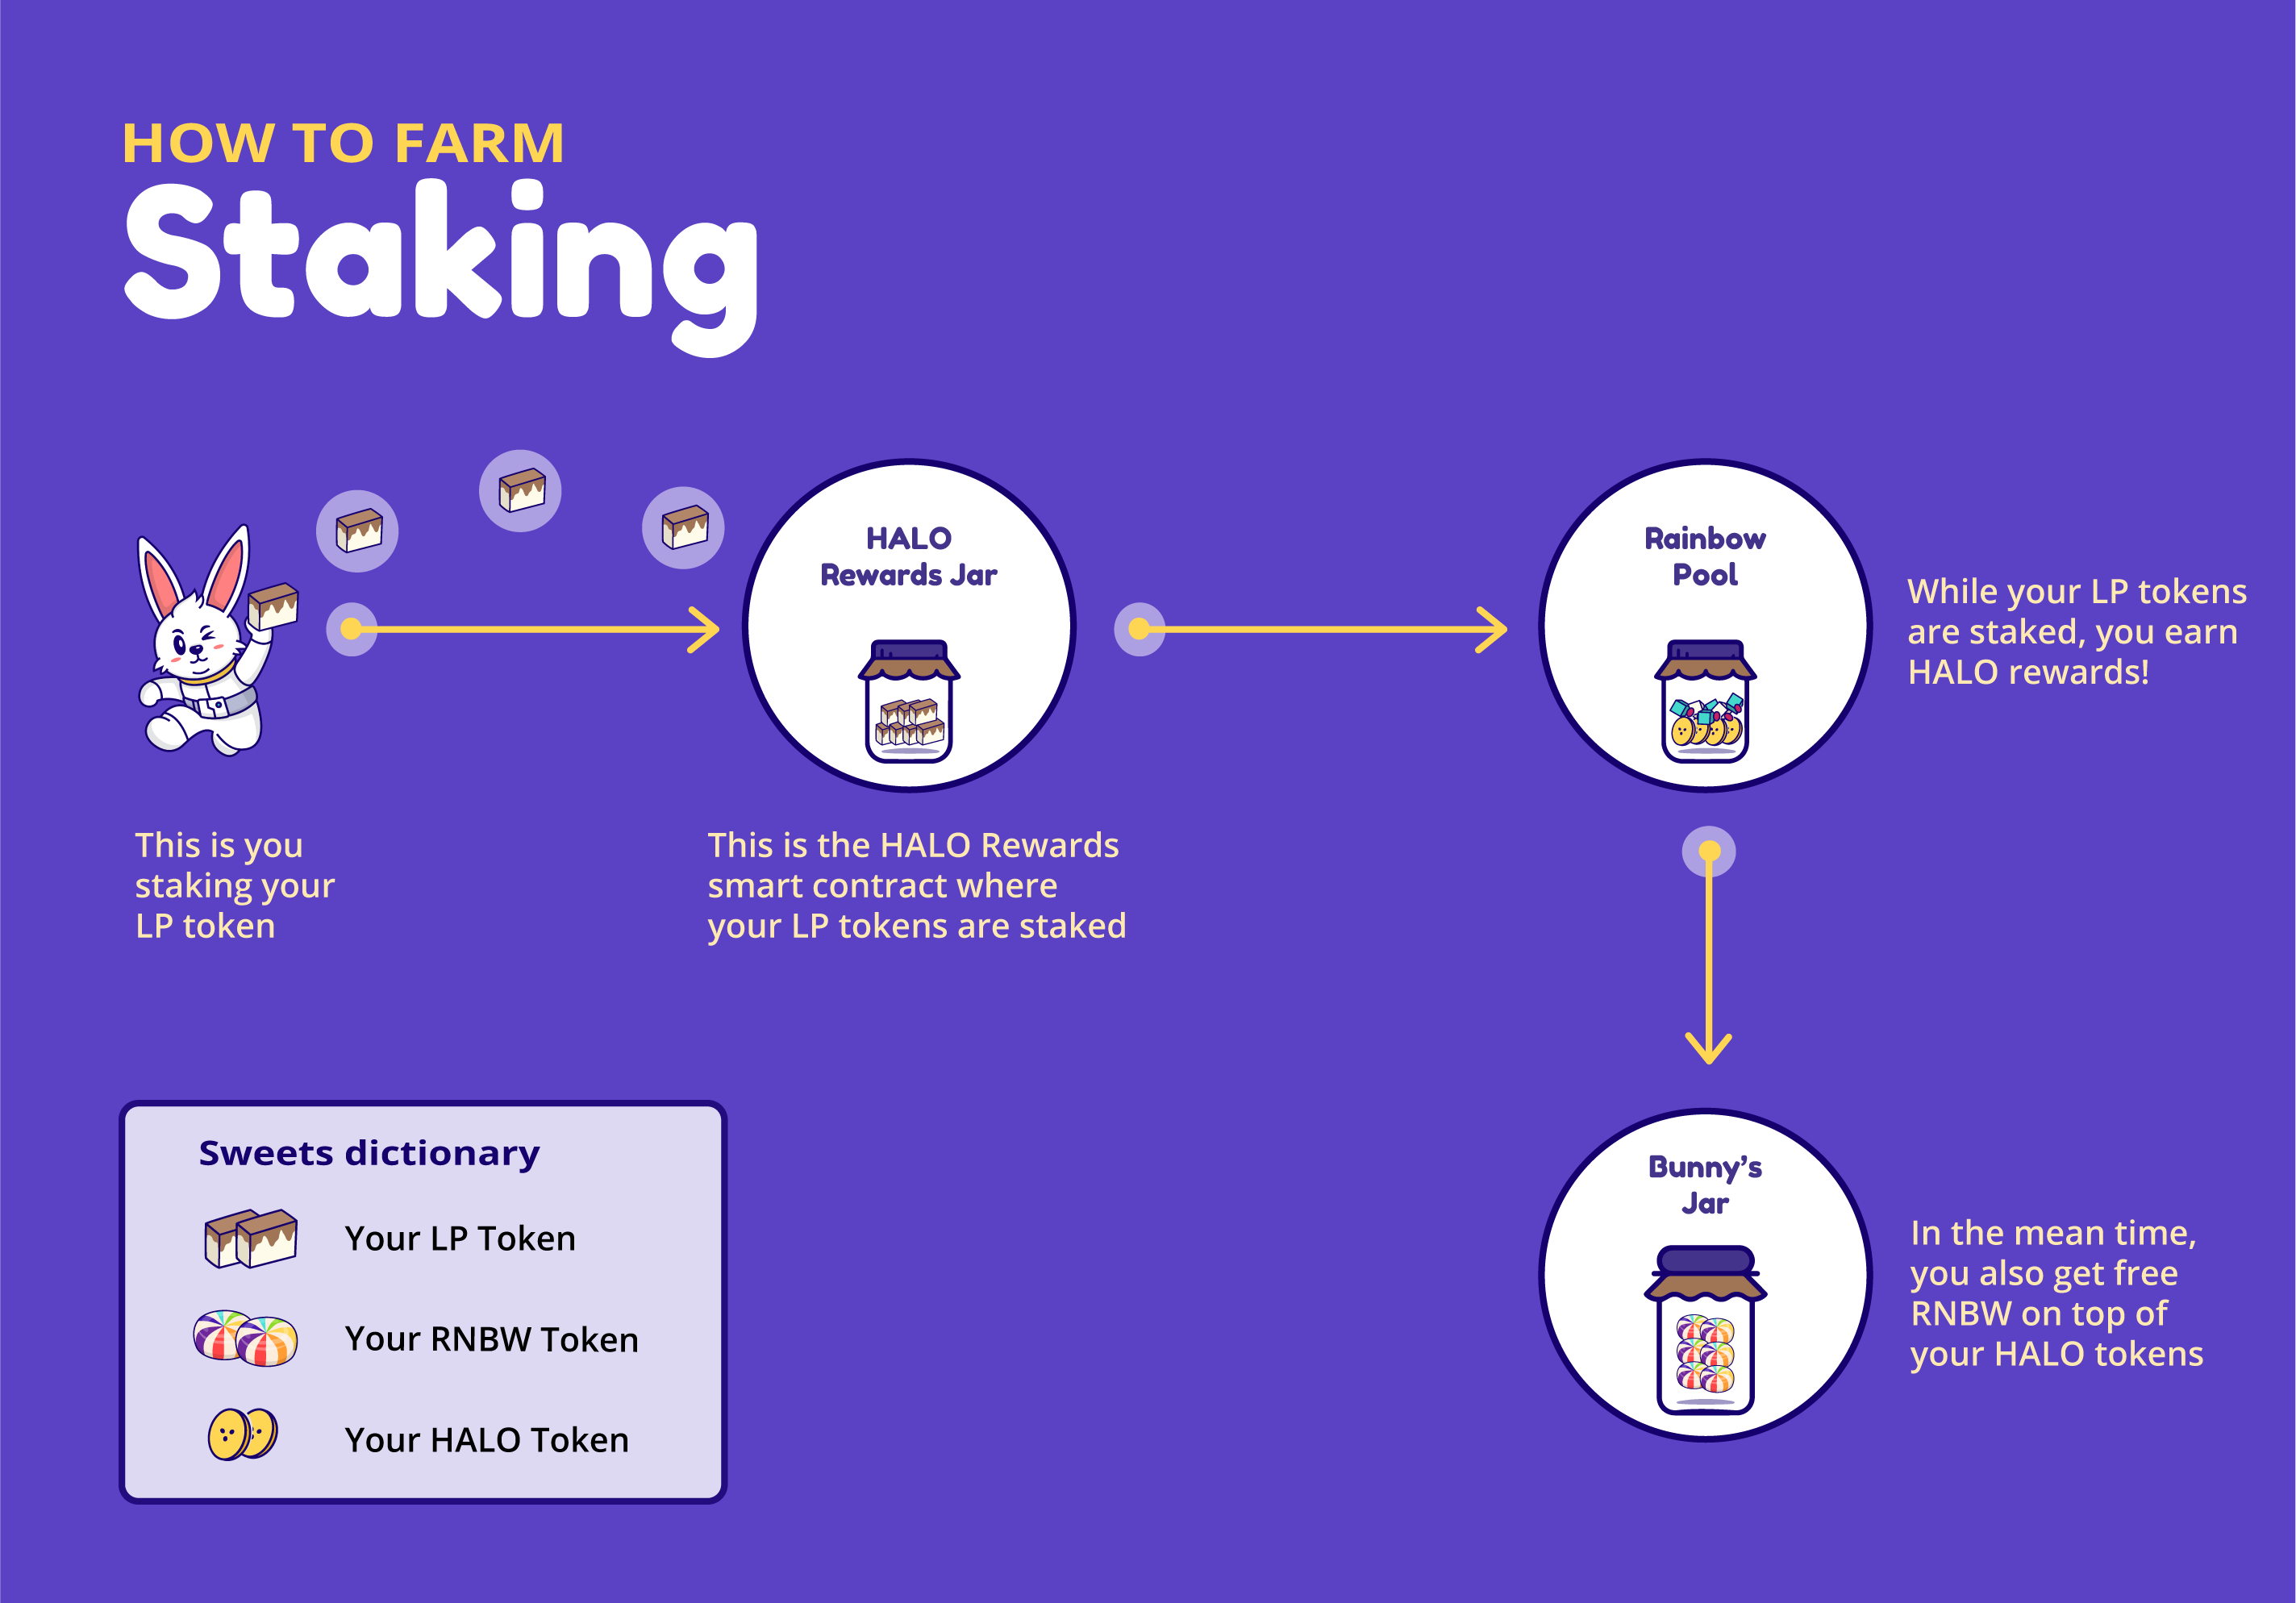 HOW TO FARM
Staking
HALO
Rewards Jar
Rainbow
Pool
While your LP tokens
are staked, you earn
HALO rewards!
This is you
staking your
LP token
This is the HALO Rewards
smart contract where
your LP tokens are staked
Sweets dictionary
Your LP Token
Your RNBW Token
Your HALO Token
Bunny's
Jar
In the mean time,
you also get free
RNBW on top of
your HALO tokens